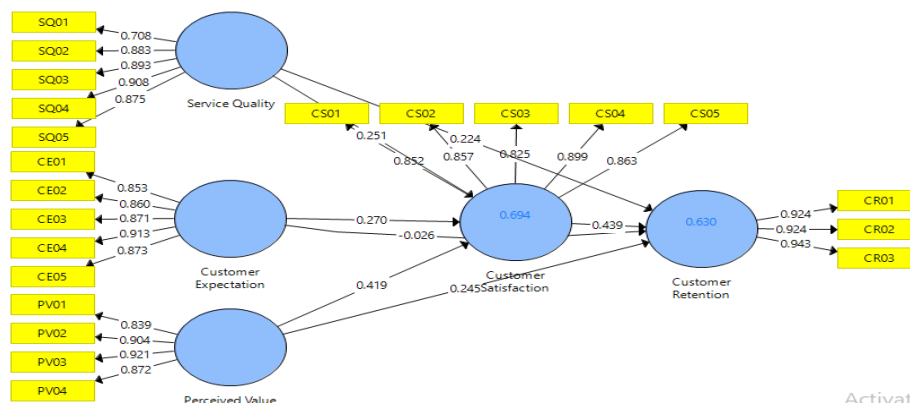 SQ01
SQ02
SQ03
SQ04
SQ05
0.708
0.883
0.893
0.908
0.875
Service Quality
CS01
CS02
CS03
CS04
CS05
0.251
0.852
0.857
0.224
0.825
0.899
0.863
CE01
CE02
CE03
CE04
CE05
0.853
0.860
0.871
0.913
0.873
Customer
Expectation
0.270
-0.026
0.419
0.245
0.694
Customer
Satisfaction
0.439
0.630
Customer
Retention
0.924
0.924
0.943
CR01
CR02
CR03
PV01
PV02
PV03
PV04
0.839
0.904
0.921
0.872
Perceived Value
Activat